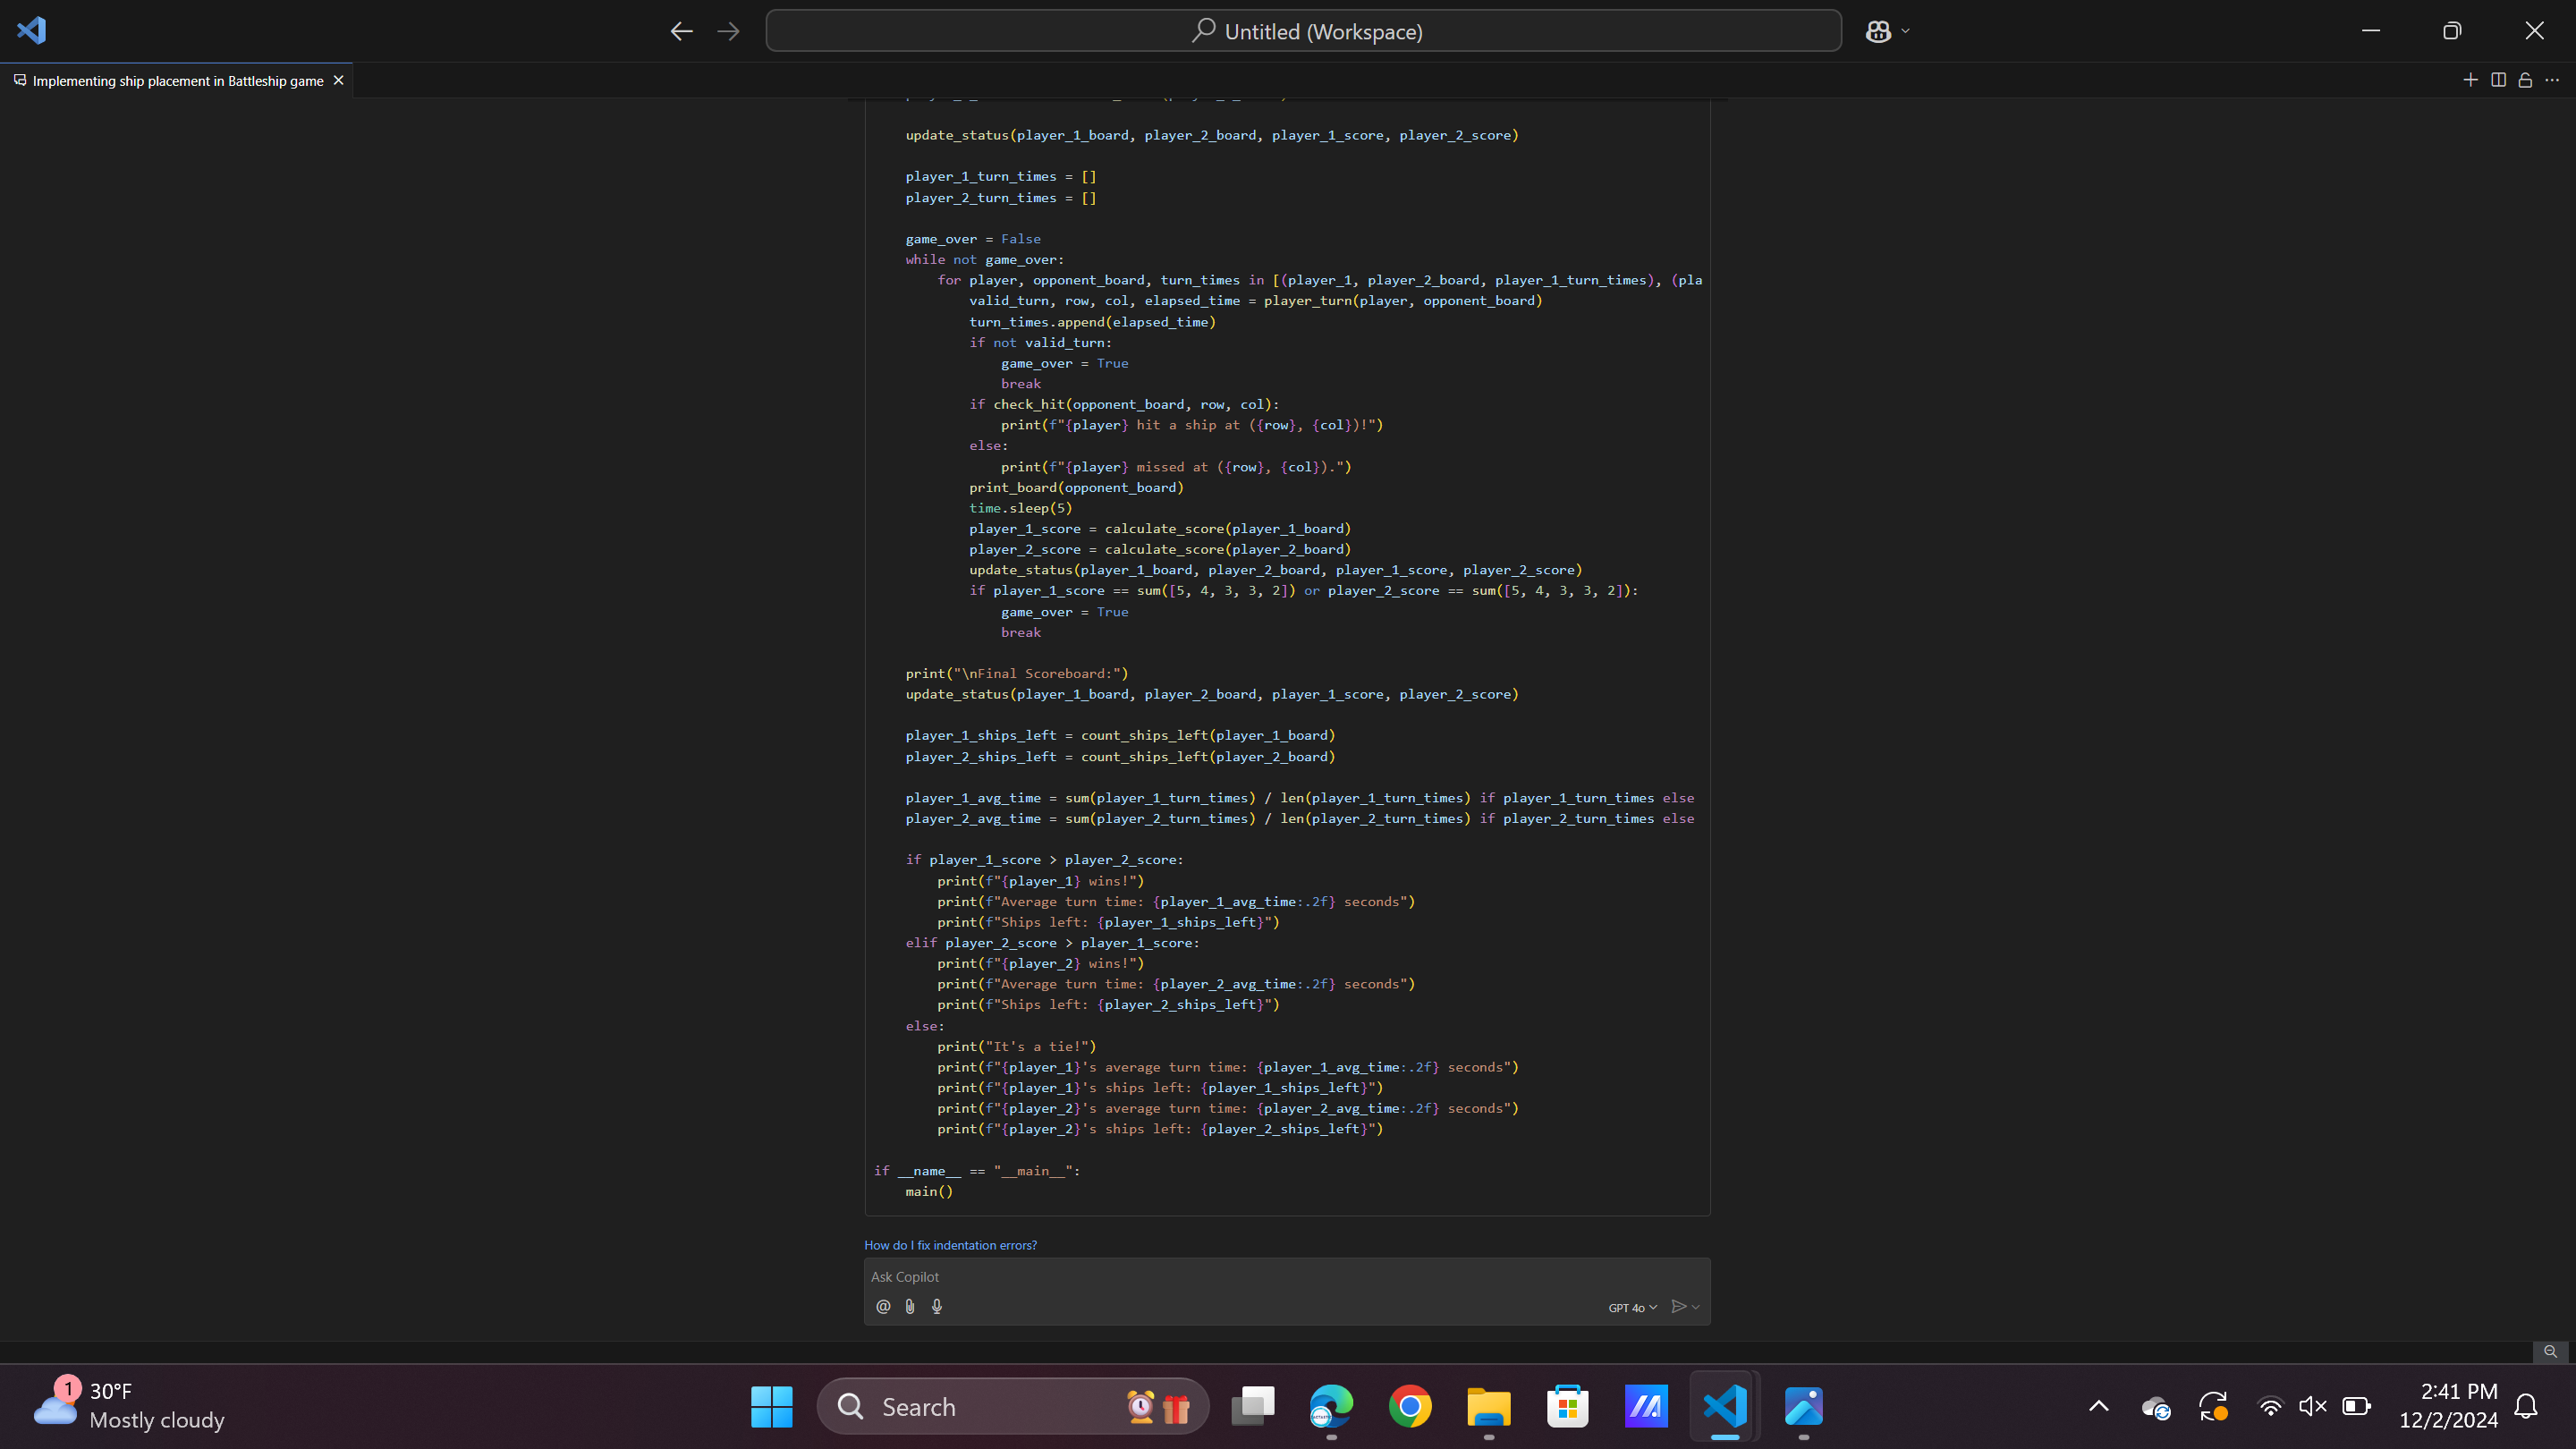 Untitled (Workspace)
Implementing ship placement in Battleship game
    update_status(player_1_board, player_2_board, player_1_score, player_2_score)
    player_1_turn_times = []
    player_2_turn_times = []
    game_over = False
    while not game_over:
        for player, opponent_board, turn_times in [(player_1, player_2_board, player_1_turn_times), (pla
            valid_turn, row, col, elapsed_time = player_turn(player, opponent_board)
            turn_times.append(elapsed_time)
            if not valid_turn:
                game_over = True
                break
            if check_hit(opponent_board, row, col):
                print(f"{player} hit a ship at ({row}, {col})!")
            else:
                print(f"{player} missed at ({row}, {col}).")
            print_board(opponent_board)
            time.sleep(5)
            player_1_score = calculate_score(player_1_board)
            player_2_score = calculate_score(player_2_board)
            update_status(player_1_board, player_2_board, player_1_score, player_2_score)
            if player_1_score == sum([5, 4, 3, 3, 2]) or player_2_score == sum([5, 4, 3, 3, 2]):
                game_over = True
                break
    print("\nFinal Scoreboard:")
    update_status(player_1_board, player_2_board, player_1_score, player_2_score)
    player_1_ships_left = count_ships_left(player_1_board)
    player_2_ships_left = count_ships_left(player_2_board)
    player_1_avg_time = sum(player_1_turn_times) / len(player_1_turn_times) if player_1_turn_times else
    player_2_avg_time = sum(player_2_turn_times) / len(player_2_turn_times) if player_2_turn_times else
    if player_1_score > player_2_score:
        print(f"{player_1} wins!")
        print(f"Average turn time: {player_1_avg_time:.2f} seconds")
        print(f"Ships left: {player_1_ships_left}")
    elif player_2_score > player_1_score:
        print(f"{player_2} wins!")
        print(f"Average turn time: {player_2_avg_time:.2f} seconds")
        print(f"Ships left: {player_2_ships_left}")
    else:
        print("It's a tie!")
        print(f"{player_1}'s average turn time: {player_1_avg_time:.2f} seconds")
        print(f"{player_1}'s ships left: {player_1_ships_left}")
        print(f"{player_2}'s average turn time: {player_2_avg_time:.2f} seconds")
        print(f"{player_2}'s ships left: {player_2_ships_left}")
if __name__ == "__main__":
    main()
How do I fix indentation errors?
Ask Copilot
@
GPT 4o
1
30°F
Mostly cloudy
Search
2:41 PM
12/2/2024